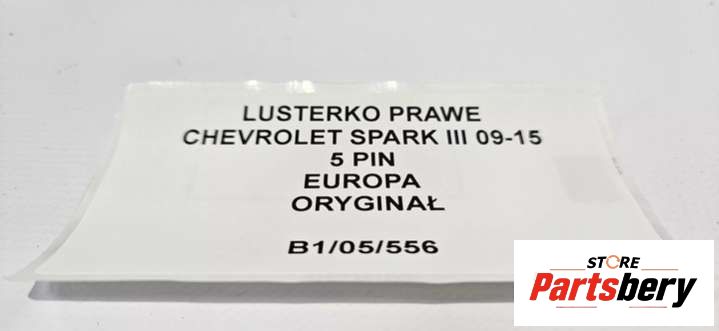 LUSTERKO PRAWE
CHEVROLET SPARK III 09-15
5 PIN
EUROPA
ORYGINAŁ
B1/05/556
STORE
Partsbery